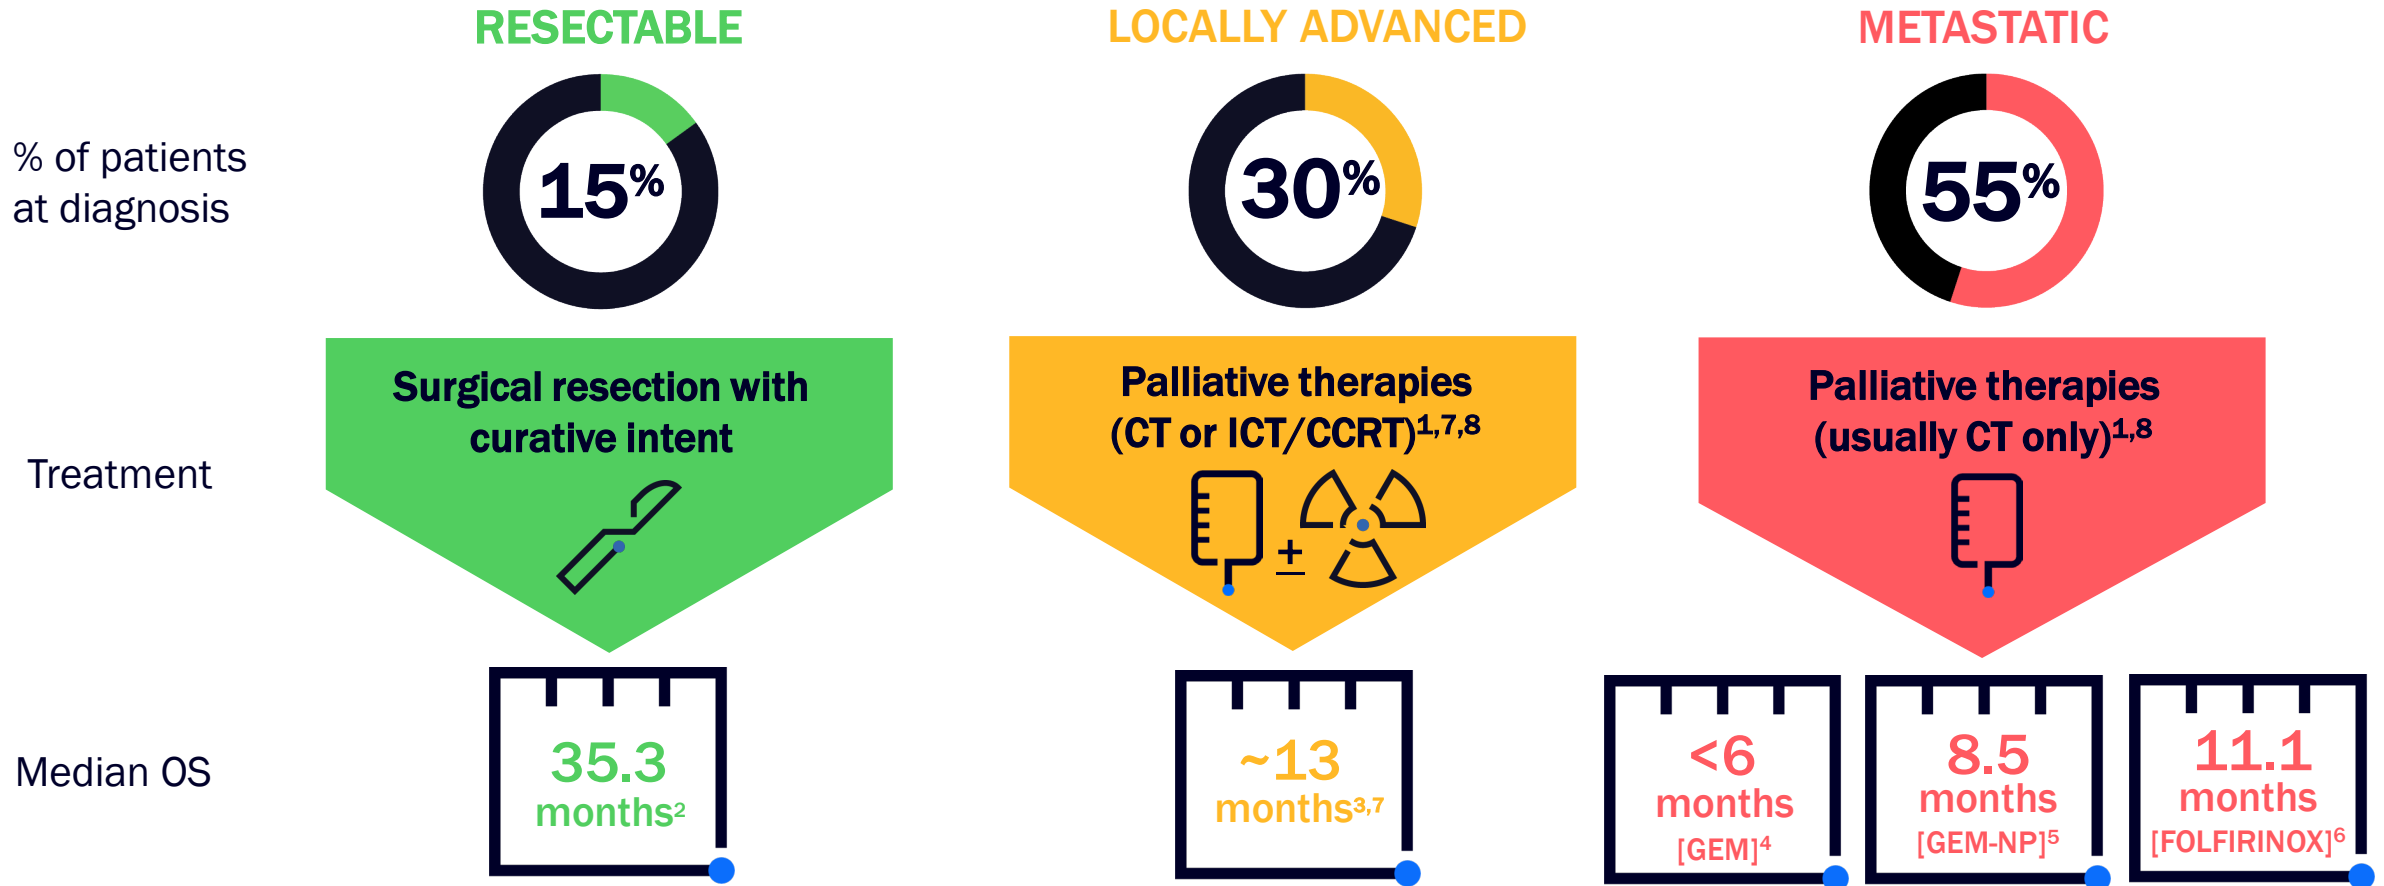 RESECTABLE
LOCALLY ADVANCED
METASTATIC
% of patients
at diagnosis
15%
30%
55%
Treatment
Surgical resection with
curative intent
Palliative therapies
(CT or ICT/CCRT)1,7,8
±
Palliative therapies
(usually CT only)1,8
Median OS
35.3
months2
~13
months3,7
<6
months
[GEM]4
8.5
months
[GEM-NP]5
11.1
months
[FOLFIRINOX]6